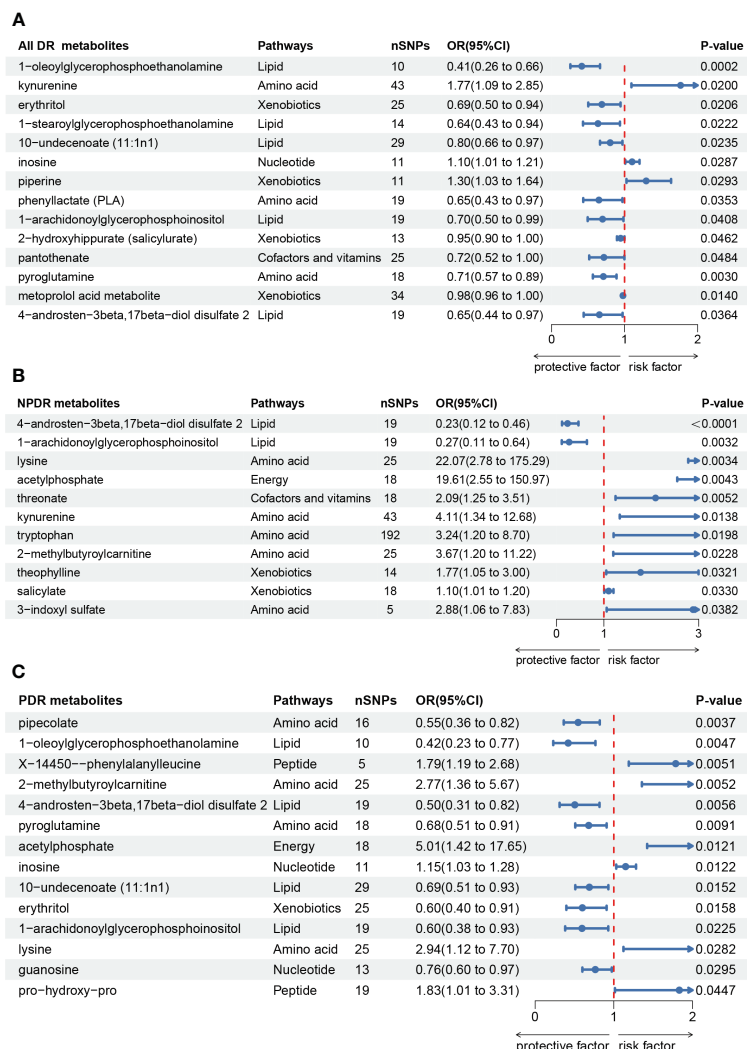 A
All DR metabolites Pathways nSNPs OR(95%CI) P-value
1−oleoylglycerophosphoethanolamine Lipid 10 0.41(0.26 to 0.66) 0.0002
kynurenine Amino acid 43 1.77(1.09 to 2.85) 0.0200
erythritol Xenobiotics 25 0.69(0.50 to 0.94) 0.0206
1−stearoylglycerophosphoethanolamine Lipid 14 0.64(0.43 to 0.94) 0.0222
10−undecenoate (11:1n1) Lipid 29 0.80(0.66 to 0.97) 0.0235
inosine Nucleotide 11 1.10(1.01 to 1.21) 0.0287
piperine Xenobiotics 11 1.30(1.03 to 1.64) 0.0293
phenyllactate (PLA) Amino acid 19 0.65(0.43 to 0.97) 0.0353
1−arachidonoylglycerophosphoinositol Lipid 19 0.70(0.50 to 0.99) 0.0408
2−hydroxyhippurate (salicylurate) Xenobiotics 13 0.95(0.90 to 1.00) 0.0462
pantothenate Cofactors and vitamins 25 0.72(0.52 to 1.00) 0.0484
pyroglutamine Amino acid 18 0.71(0.57 to 0.89) 0.0030
metoprolol acid metabolite Xenobiotics 34 0.98(0.96 to 1.00) 0.0140
4−androsten−3beta,17beta−diol disulfate 2 Lipid 19 0.65(0.44 to 0.97) 0.0364
0 1 2
protective factor risk factor
B
NPDR metabolites Pathways nSNPs OR(95%CI) P-value
4−androsten−3beta,17beta−diol disulfate 2 Lipid 19 0.23(0.12 to 0.46) <0.0001
1−arachidonoylglycerophosphoinositol Lipid 19 0.27(0.11 to 0.64) 0.0032
lysine Amino acid 25 22.07(2.78 to 175.29) 0.0034
acetylphosphate Energy 18 19.61(2.55 to 150.97) 0.0043
threonate Cofactors and vitamins 18 2.09(1.25 to 3.51) 0.0052
kynurenine Amino acid 43 4.11(1.34 to 12.68) 0.0138
tryptophan Amino acid 192 3.24(1.20 to 8.70) 0.0198
2−methylbutyroylcarnitine Amino acid 25 3.67(1.20 to 11.22) 0.0228
theophylline Xenobiotics 14 1.77(1.05 to 3.00) 0.0321
salicylate Xenobiotics 18 1.10(1.01 to 1.20) 0.0330
3−indoxyl sulfate Amino acid 5 2.88(1.06 to 7.83) 0.0382
0 1 3
protective factor risk factor
C
PDR metabolites Pathways nSNPs OR(95%CI) P-value
pipecolate Amino acid 16 0.55(0.36 to 0.82) 0.0037
1−oleoylglycerophosphoethanolamine Lipid 10 0.42(0.23 to 0.77) 0.0047
X−14450−−phenylalanylleucine Peptide 5 1.79(1.19 to 2.68) 0.0051
2−methylbutyroylcarnitine Amino acid 25 2.77(1.36 to 5.67) 0.0052
4−androsten−3beta,17beta−diol disulfate 2 Lipid 19 0.50(0.31 to 0.82) 0.0056
pyroglutamine Amino acid 18 0.68(0.51 to 0.91) 0.0091
acetylphosphate Energy 18 5.01(1.42 to 17.65) 0.0121
inosine Nucleotide 11 1.15(1.03 to 1.28) 0.0122
10−undecenoate (11:1n1) Lipid 29 0.69(0.51 to 0.93) 0.0152
erythritol Xenobiotics 25 0.60(0.40 to 0.91) 0.0158
1−arachidonoylglycerophosphoinositol Lipid 19 0.60(0.38 to 0.93) 0.0225
lysine Amino acid 25 2.94(1.12 to 7.70) 0.0282
guanosine Nucleotide 13 0.76(0.60 to 0.97) 0.0295
pro−hydroxy−pro Peptide 19 1.83(1.01 to 3.31) 0.0447
0 1 2
protective factor risk factor